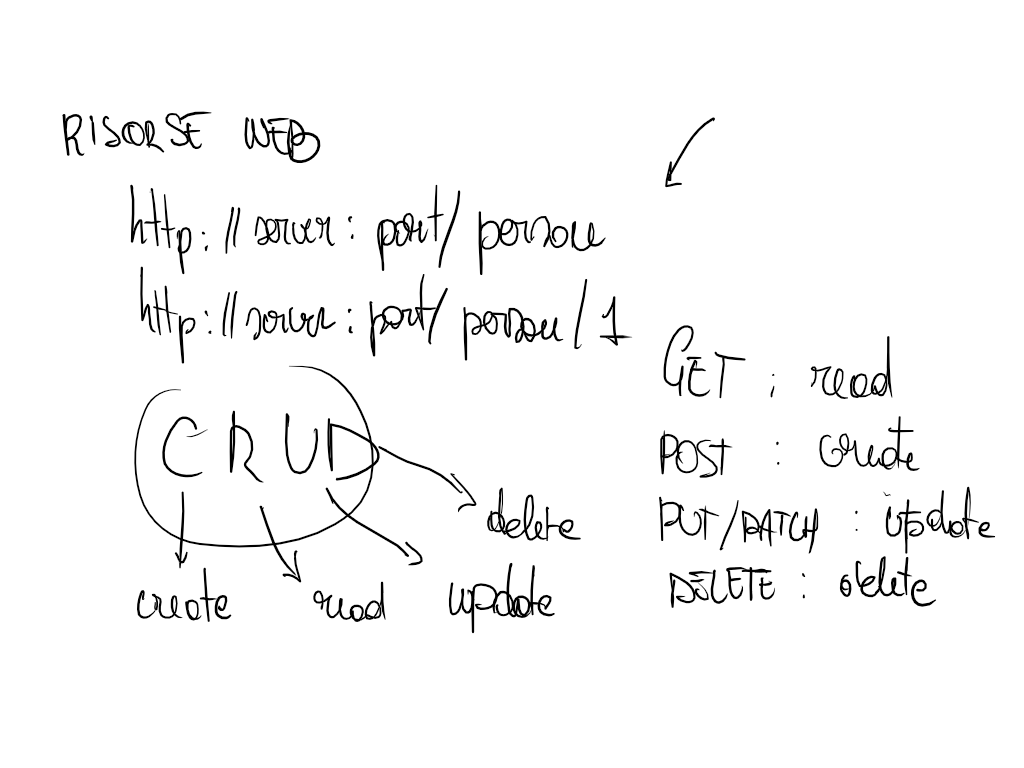 RISORSE WEB
http://server:port/persone
http://server:port/persone/1
CRUD
delete
create read update
GET : read
POST : create
PUT/PATCH : update
DELETE : delete